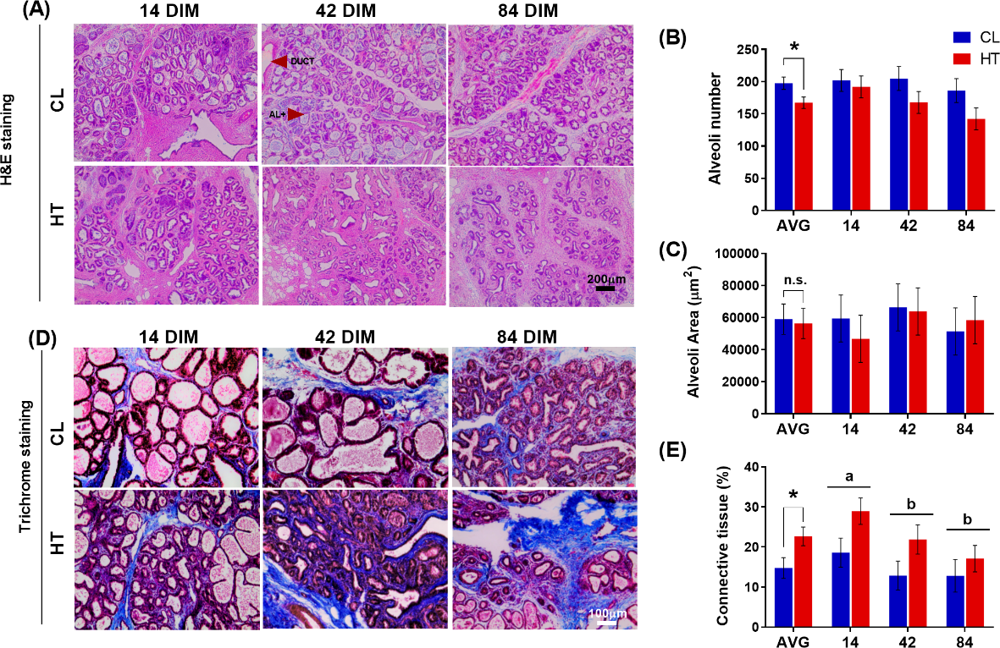 (A)
14 DIM 42 DIM 84 DIM
H&E staining
CL
DUCT
AL+
HT
200μm
(B)
CL
HT
Alveoli number
250
200
150
100
50
0
*
AVG 14 42 84
(C)
Alveoli Area (μm²)
100000
80000
60000
40000
20000
0
n.s.
AVG 14 42 84
(D)
14 DIM 42 DIM 84 DIM
Trichrome staining
CL
HT
100μm
(E)
Connective tissue (%)
40
30
20
10
0
*
a
b
b
AVG 14 42 84